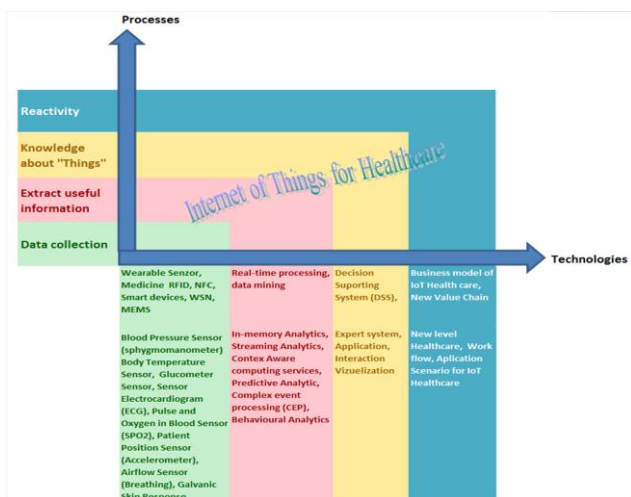 Processes
Reactivity
Knowledge
about "Things"
Internet of Things for Healthcare
Extract useful
information
Data collection
Technologies
Wearable Senzor,
Medicine RFID, NFC,
Smart devices, WSN,
MEMS
Blood Pressure Sensor
(sphygmomanometer)
Body Temperature
Sensor, Glucometer
Sensor, Sensor
Electrocardiogram
(ECG), Pulse and
Oxygen in Blood Sensor
(SPO2), Patient
Position Sensor
(Accelerometer),
Airflow Sensor
(Breathing), Galvanic
Skin Response
Real-time processing,
data mining
In-memory Analytics,
Streaming Analytics,
Contex Aware
computing services,
Predictive Analytic,
Complex event
processing (CEP),
Behavioural Analytics
Decision
Suporting
System (DSS),
Expert system,
Application,
Interaction
Vizuelization
Business model of
IoT Health care,
New Value Chain
New level
Healthcare, Work
flow, Aplication
Scenario for IoT
Healthcare